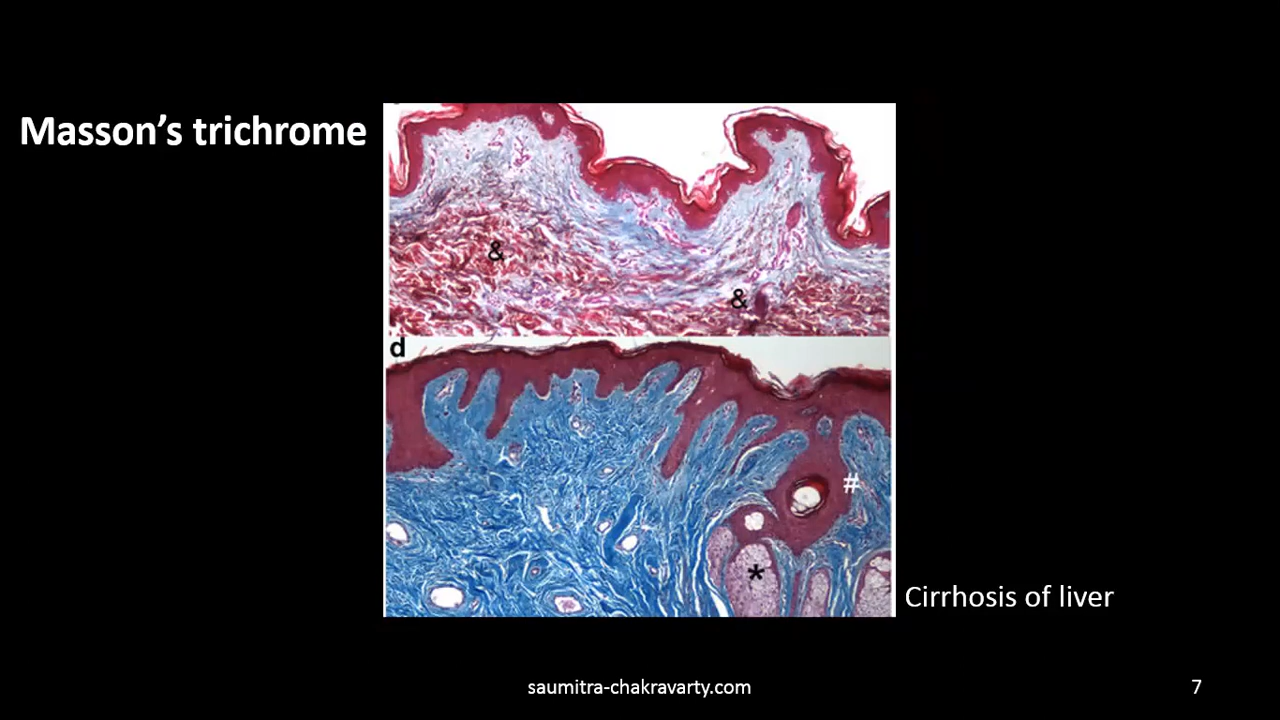 Masson’s trichrome
&
&
d
#
*
Cirrhosis of liver
saumitra-chakravarty.com
7